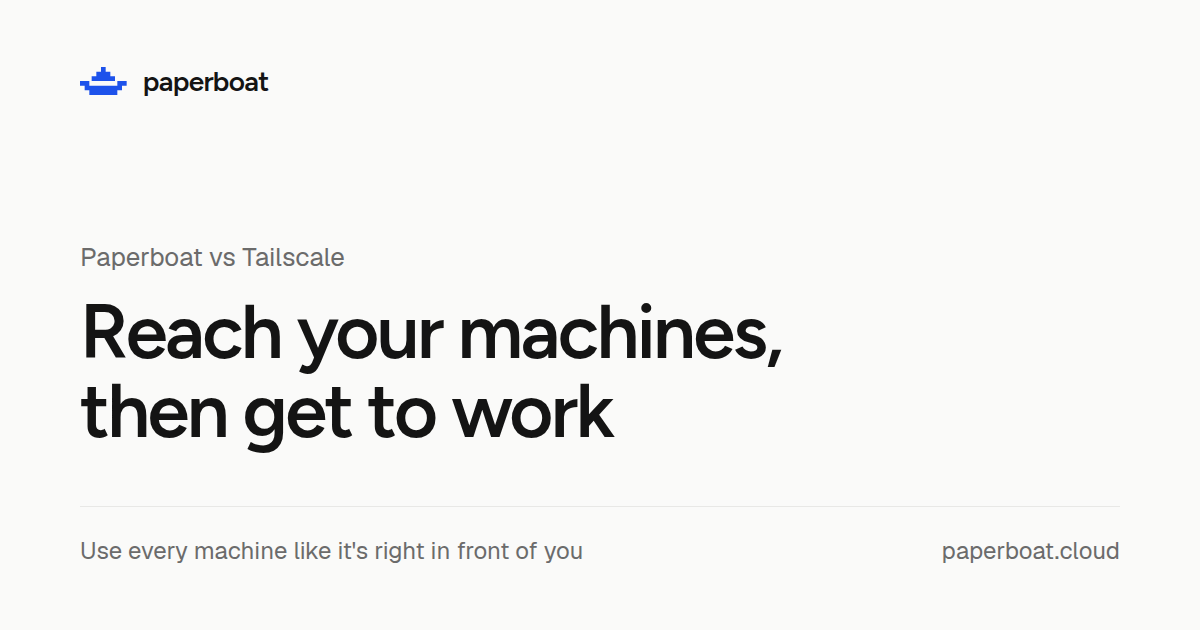 paperboat
Paperboat vs Tailscale
Reach your machines,
then get to work
Use every machine like it's right in front of you
paperboat.cloud